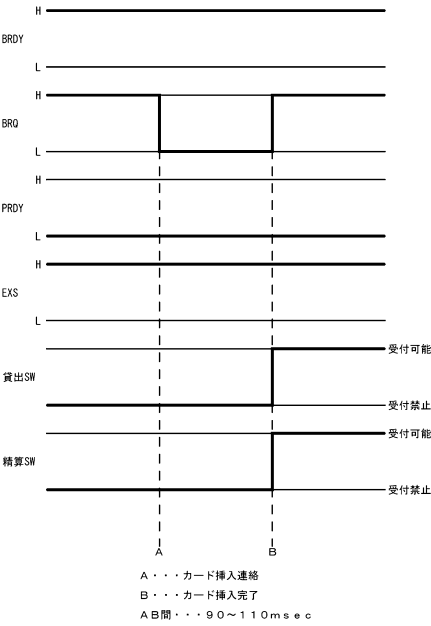 H
BRDY
L
H
BRQ
L
H
PRDY
L
H
EXS
L
受付可能
貸出SW
受付禁止
受付可能
精算SW
受付禁止
A B
A・・・カード挿入連絡
B・・・カード挿入完了
AB間・・・90～110msec